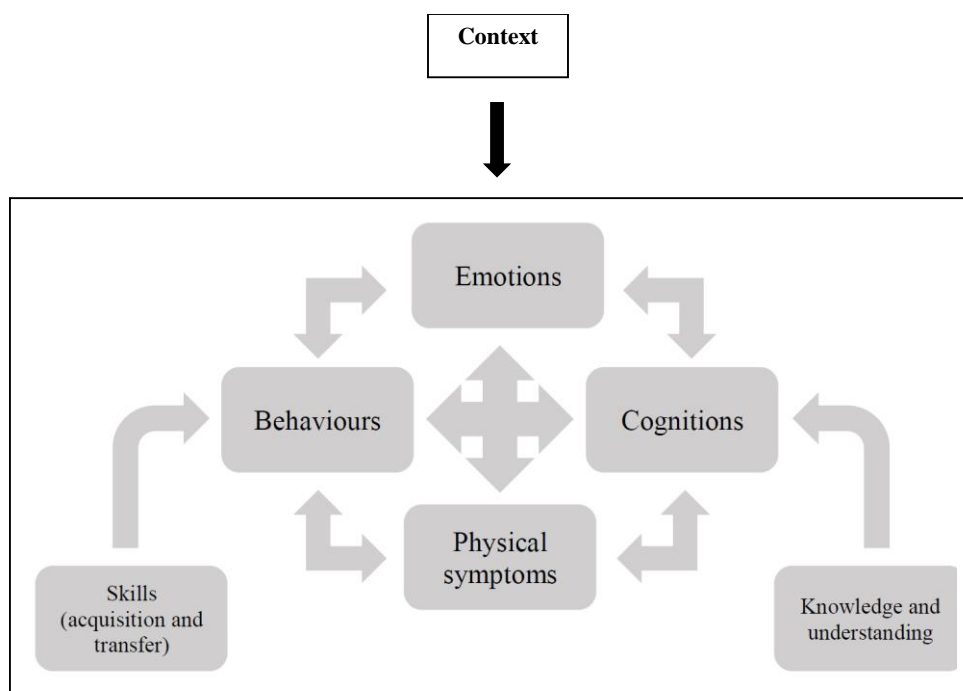 Context
Emotions
Behaviours
Cognitions
Physical
symptoms
Skills
(acquisition and
transfer)
Knowledge and
understanding